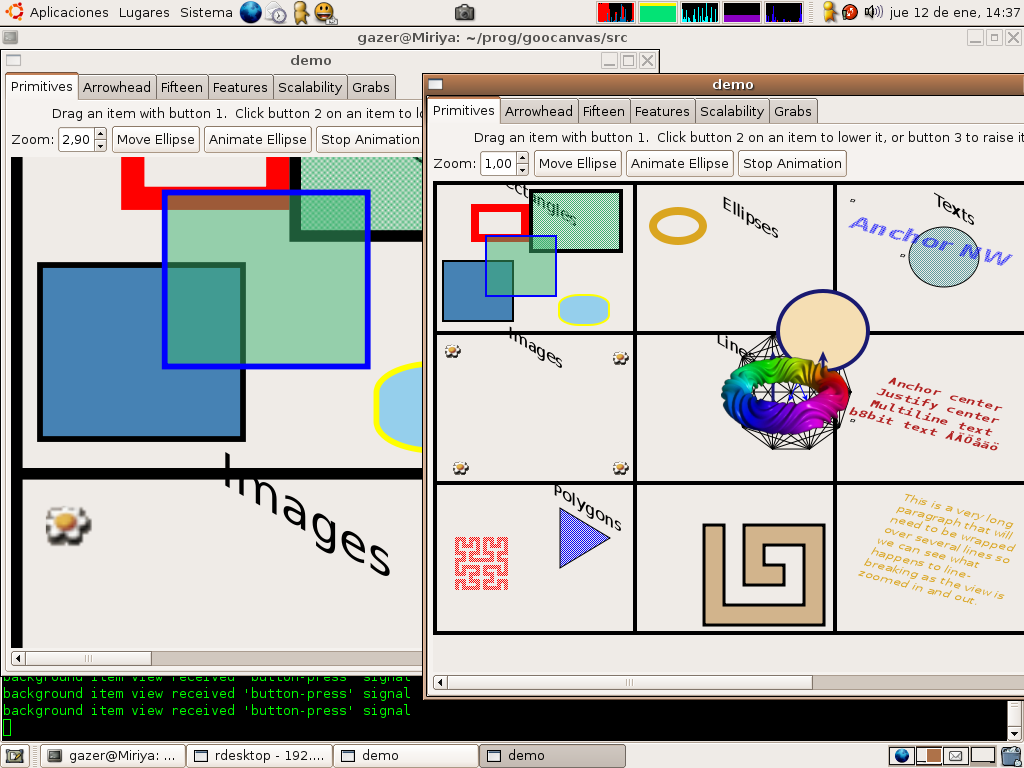 Aplicaciones Lugares Sistema
jue 12 de ene, 14:37
gazer@Miriya: ~/prog/goocanvas/src
demo
Primitives Arrowhead Fifteen Features Scalability Grabs
Drag an item with button 1. Click button 2 on an item to lo
Zoom: 2,90 Move Ellipse Animate Ellipse Stop Animation
Images
demo
Primitives Arrowhead Fifteen Features Scalability Grabs
Drag an item with button 1. Click button 2 on an item to lower it, or button 3 to raise it
Zoom: 1,00 Move Ellipse Animate Ellipse Stop Animation
ctangles
Ellipses
Texts
Anchor NW
Images
Line
Anchor center
Justify center
Multiline text
b8bit text ÅÄÖåäö
Polygons
This is a very long
paragraph that will
need to be wrapped
over several lines so
we can see what
happens to line-
breaking as the view is
zoomed in and out.
background item view received 'button-press' signal
background item view received 'button-press' signal
background item view received 'button-press' signal
gazer@Miriya: ...
rdesktop - 192....
demo
demo